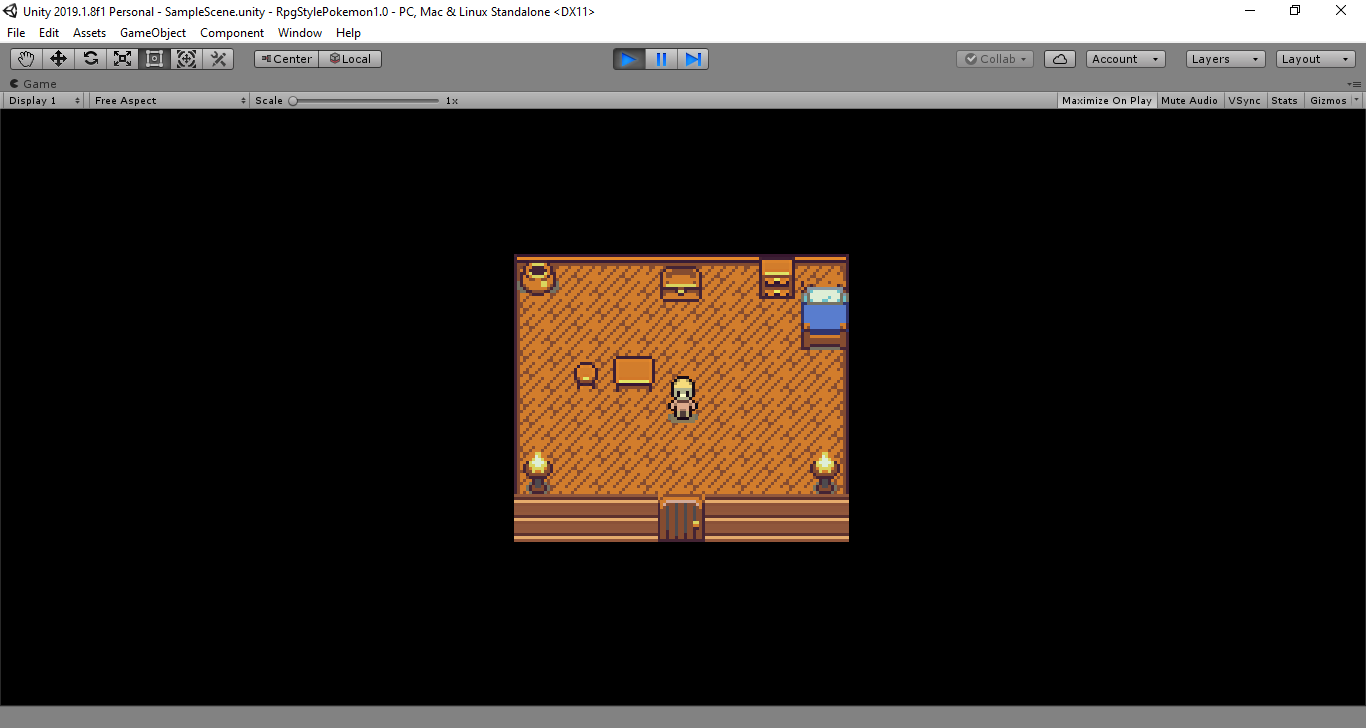 Unity 2019.1.8f1 Personal - SampleScene.unity - RpgStylePokemon1.0 - PC, Mac & Linux Standalone <DX11>
File Edit Assets GameObject Component Window Help
Center Local Collab Account Layers Layout
Game
Display 1 Free Aspect Scale 1x Maximize On Play Mute Audio VSync Stats Gizmos